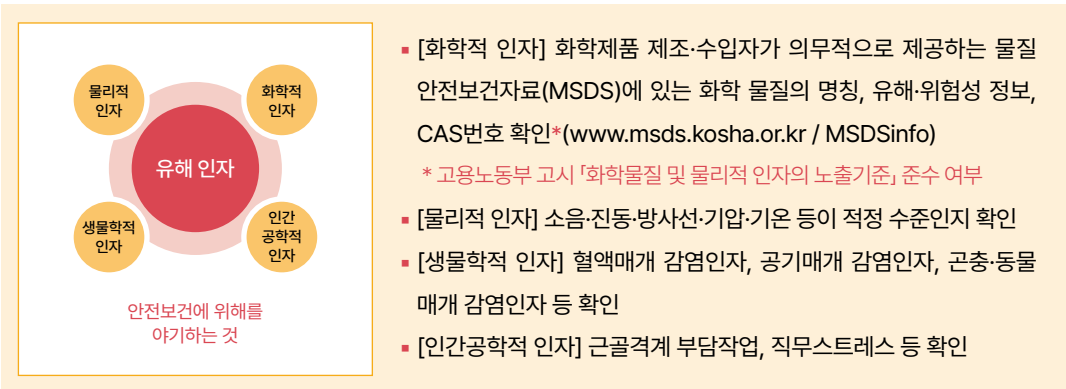 물리적
인자
화학적
인자
유해 인자
생물학적
인자
인간
공학적
인자
안전보건에 위해를
야기하는 것
▪ [화학적 인자] 화학제품 제조·수입자가 의무적으로 제공하는 물질
안전보건자료(MSDS)에 있는 화학 물질의 명칭, 유해·위험성 정보,
CAS번호 확인*(www.msds.kosha.or.kr / MSDSinfo)
* 고용노동부 고시 「화학물질 및 물리적 인자의 노출기준」 준수 여부
▪ [물리적 인자] 소음·진동·방사선·기압·기온 등이 적정 수준인지 확인
▪ [생물학적 인자] 혈액매개 감염인자, 공기매개 감염인자, 곤충·동물
매개 감염인자 등 확인
▪ [인간공학적 인자] 근골격계 부담작업, 직무스트레스 등 확인